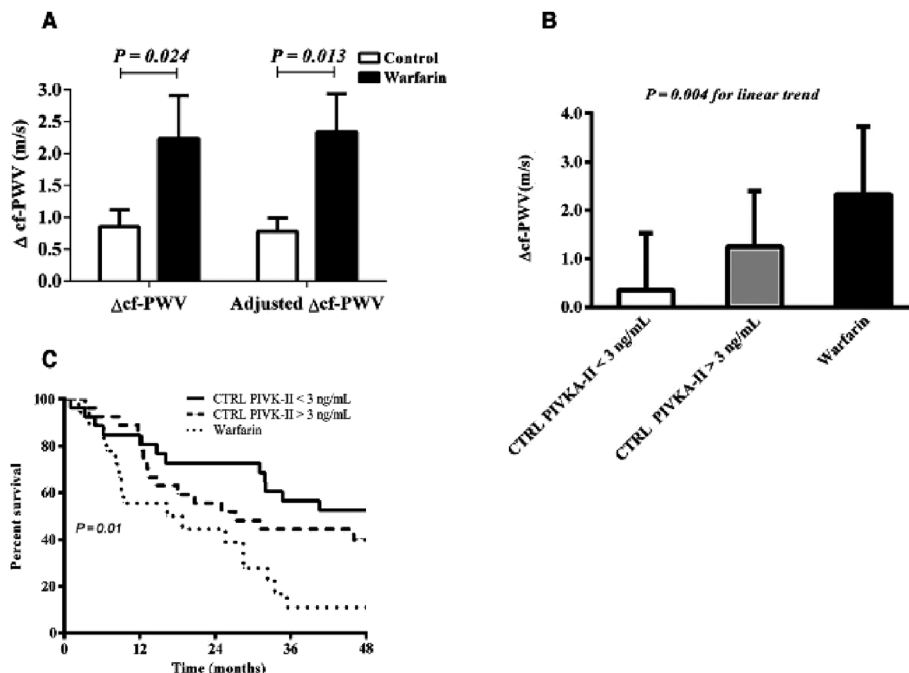 A
P = 0.024
P = 0.013
Control
Warfarin
Δ cf-PWV (m/s)
3.0
2.5
2.0
1.5
1.0
0.5
0.0
Δcf-PWV
Adjusted Δcf-PWV
B
P = 0.004 for linear trend
Δcf-PWV(m/s)
4.0
3.0
2.0
1.0
0.0
CTRL PIVKA-II < 3 ng/mL
CTRL PIVKA-II > 3 ng/mL
Warfarin
C
CTRL PIVK-II < 3 ng/mL
CTRL PIVK-II > 3 ng/mL
Warfarin
Percent survival
100
80
60
40
20
0
P = 0.01
0 12 24 36 48
Time (months)